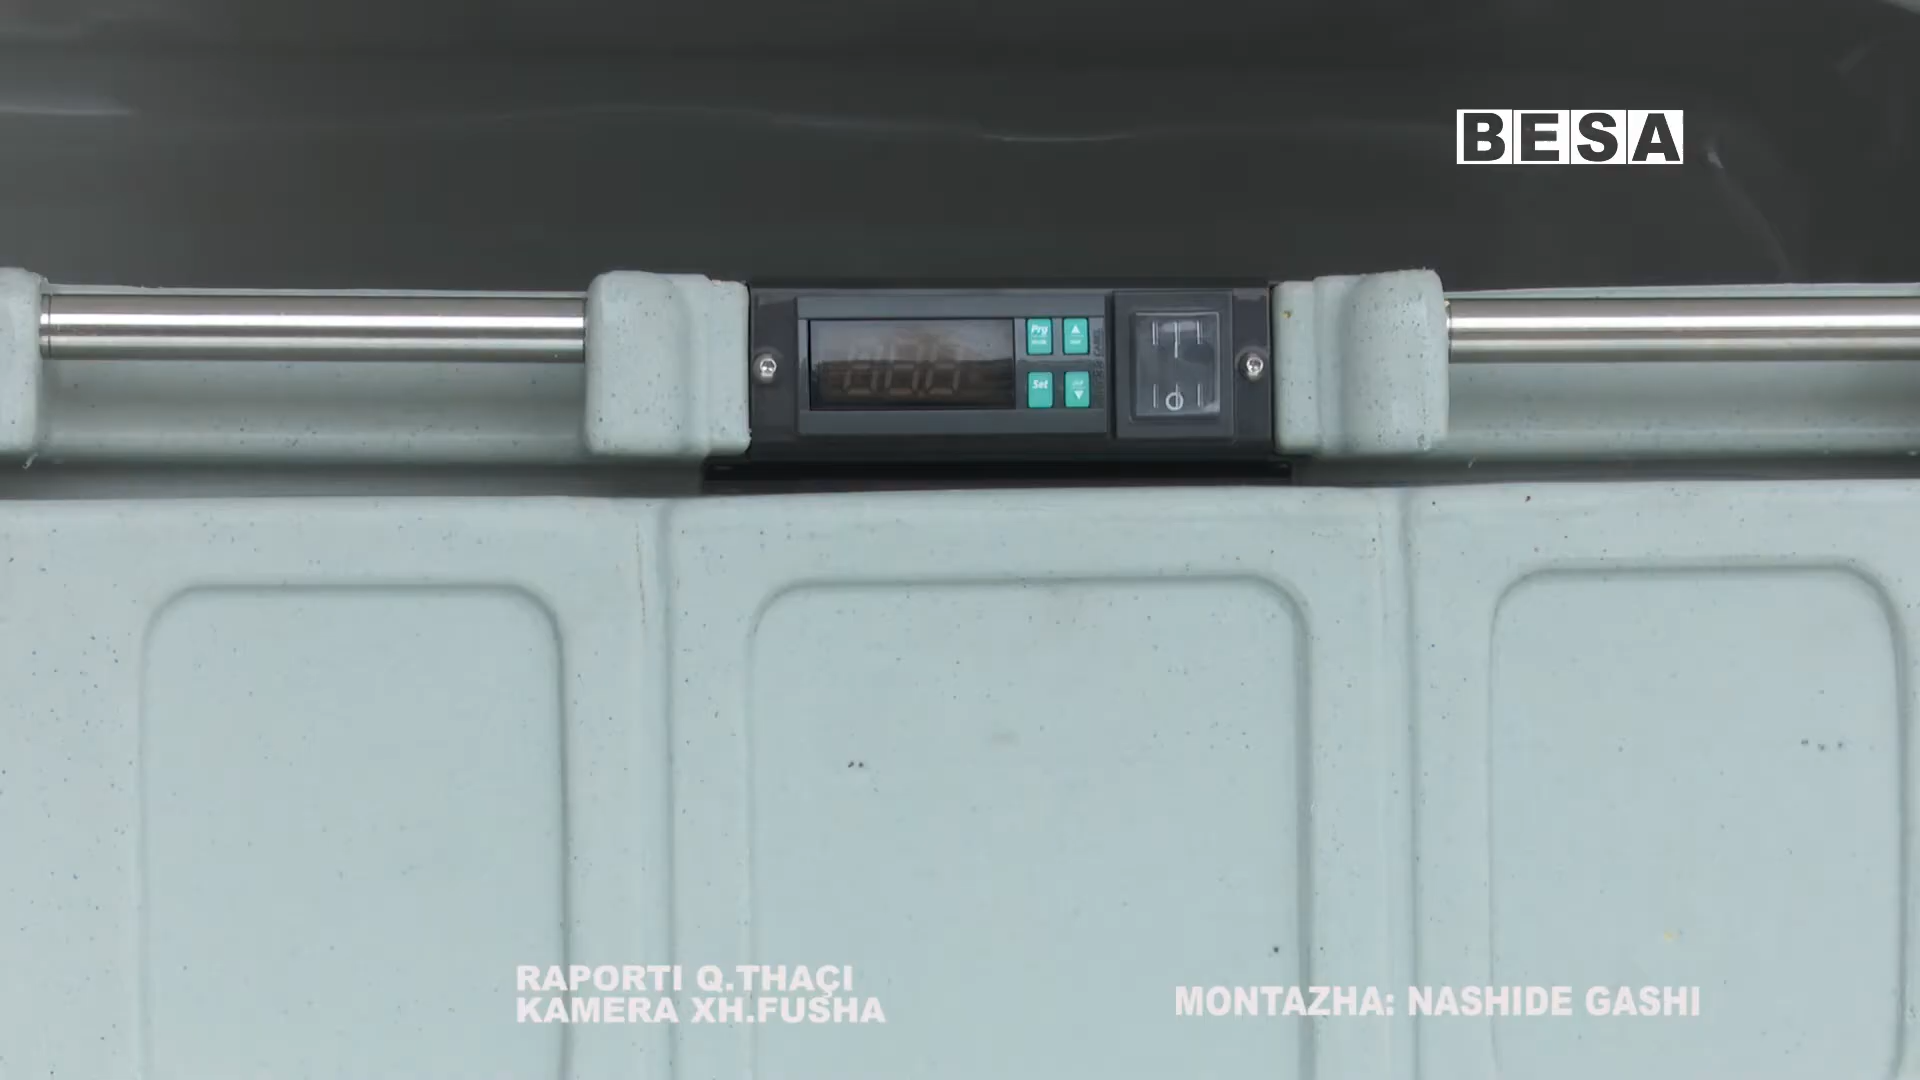 BESA
Prg
Set
RAPORTI Q.THAÇI
KAMERA XH.FUSHA
MONTAZHA: NASHIDE GASHI